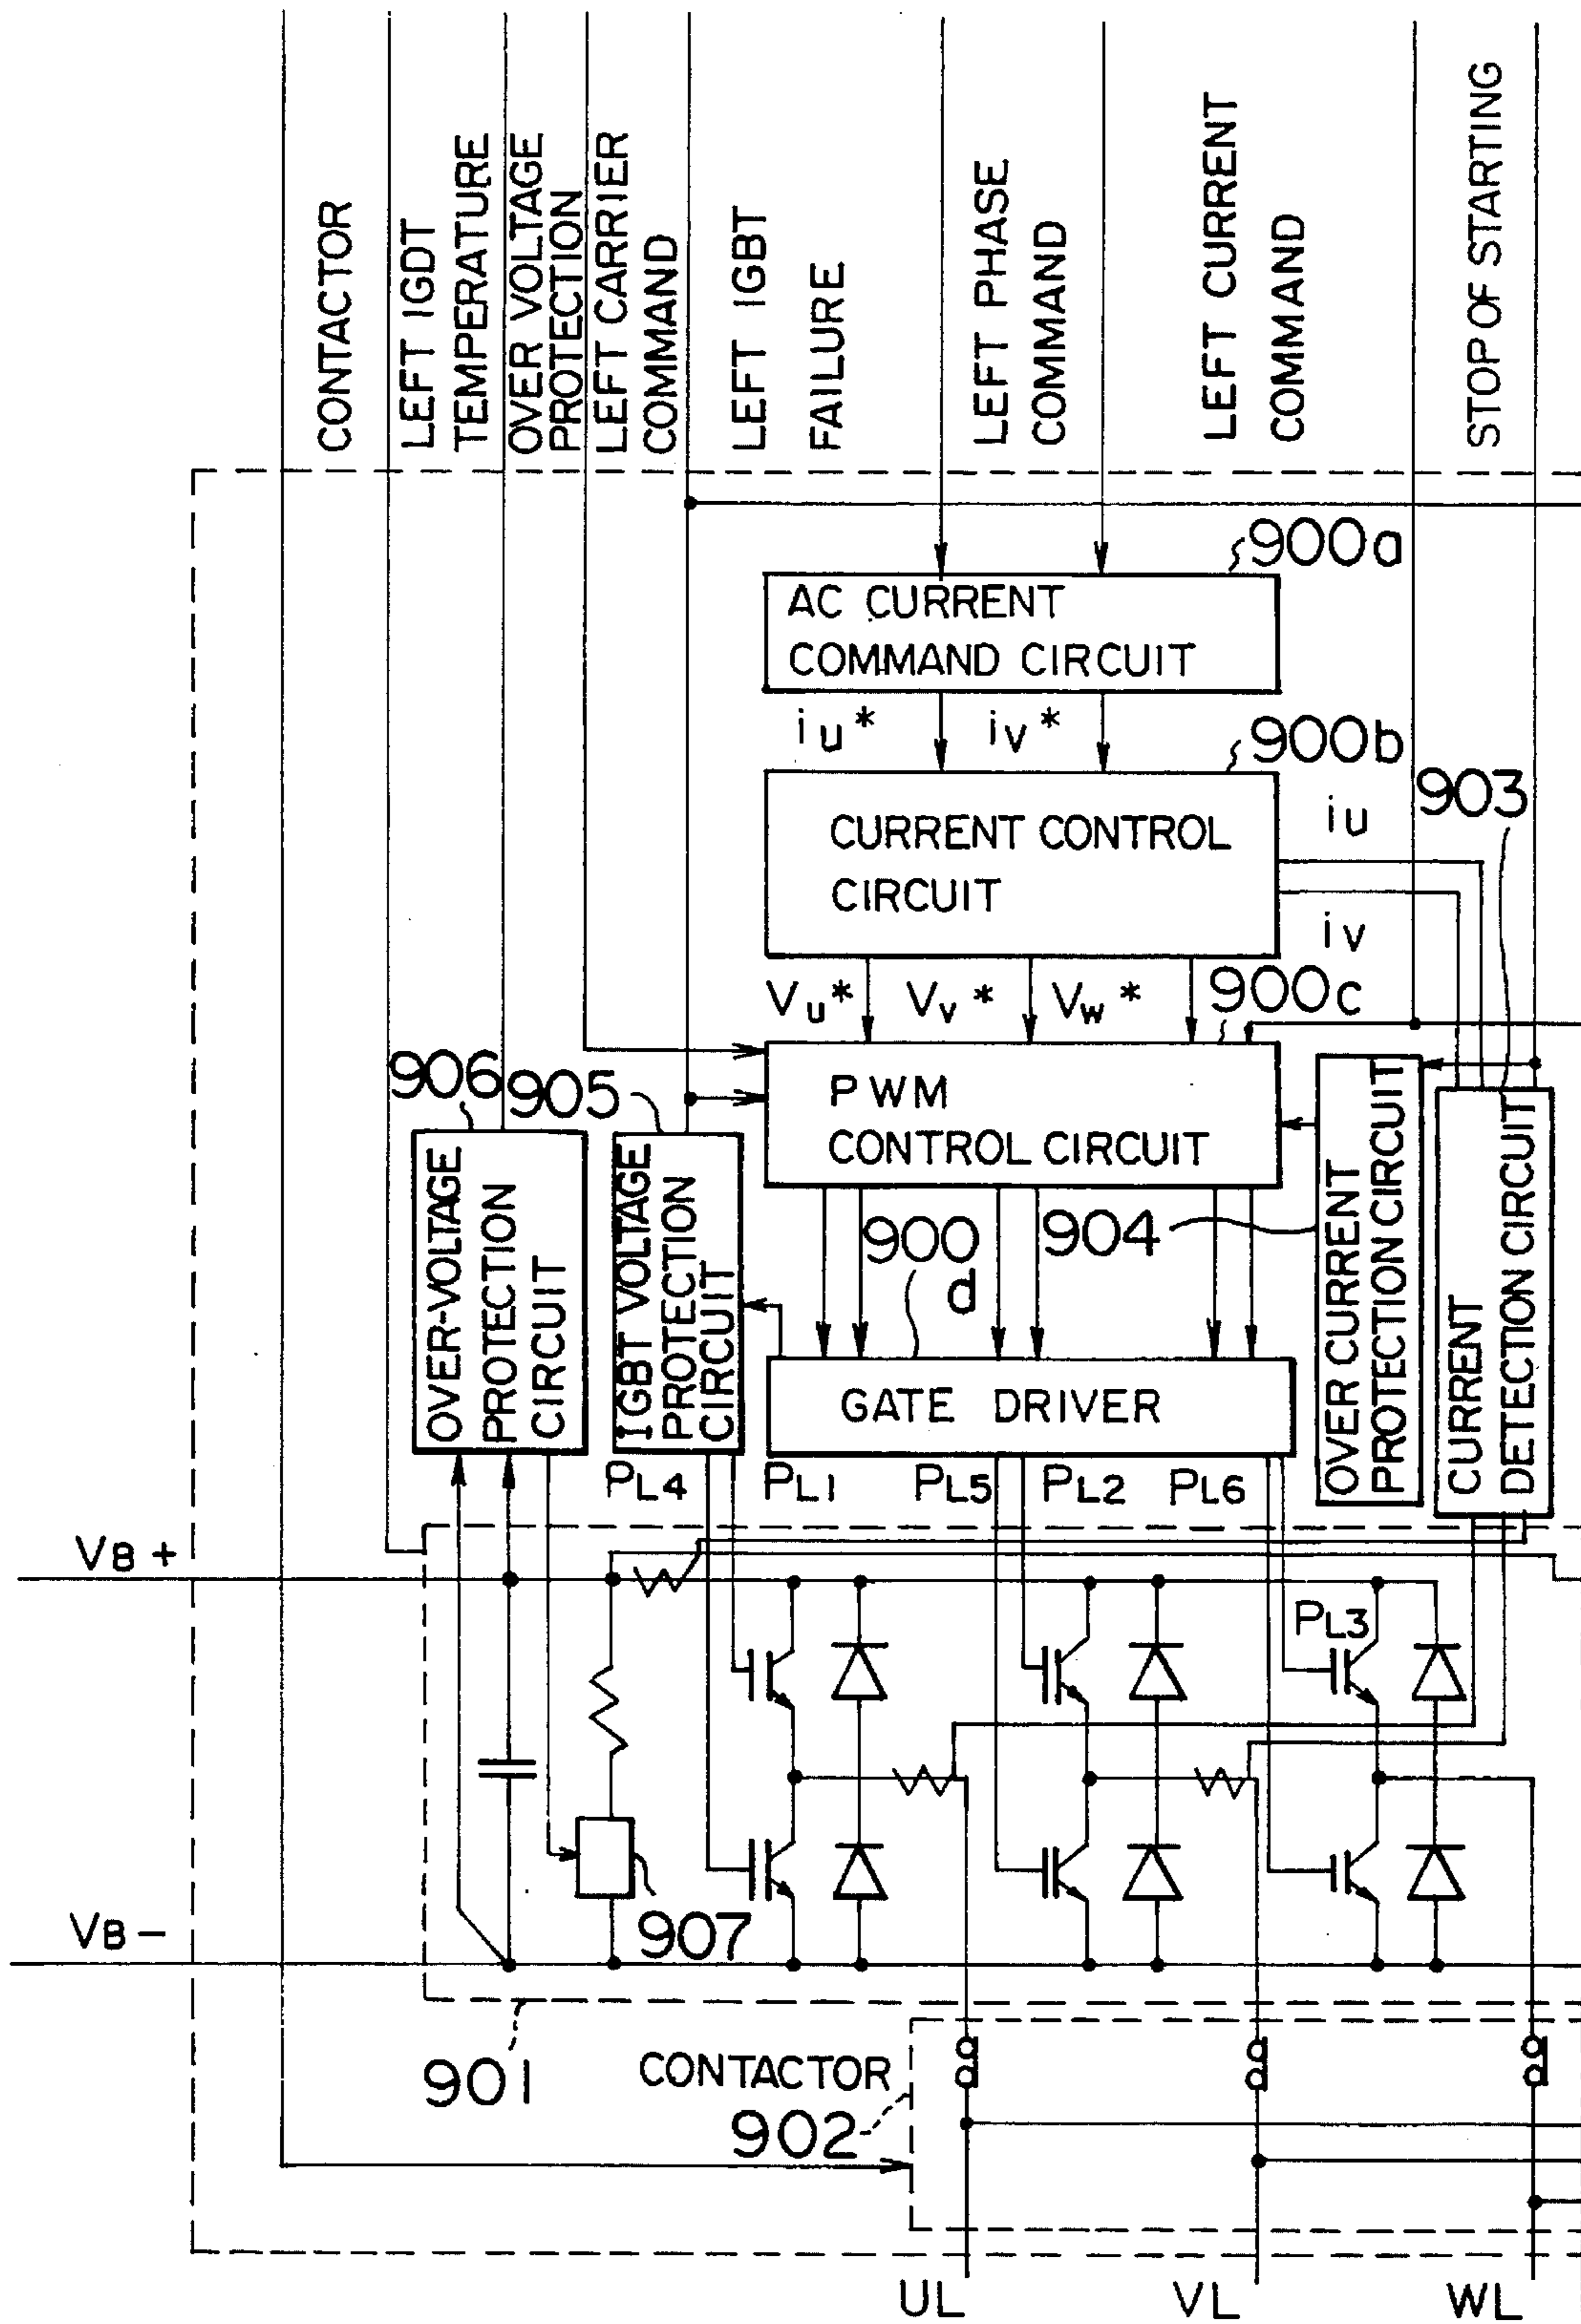 CONTACTOR
LEFT IGDT
TEMPERATURE
OVER VOLTAGE
PROTECTION
LEFT CARRIER
COMMAND
LEFT IGBT
FAILURE
LEFT PHASE
COMMAND
LEFT CURRENT
COMMAND
STOP OF STARTING
900a
AC CURRENT
COMMAND CIRCUIT
iu* iv*
900b
903
CURRENT CONTROL
CIRCUIT
iu
iv
Vu* Vv* Vw*
900c
906
905
PWM
CONTROL CIRCUIT
OVER-VOLTAGE
PROTECTION
CIRCUIT
IGBT VOLTAGE
PROTECTION
CIRCUIT
900
d
904
OVER CURRENT
PROTECTION CIRCUIT
CURRENT
DETECTION CIRCUIT
GATE DRIVER
PL4 PL1 PL5 PL2 PL6
VB+
PL3
VB-
907
901
CONTACTOR
902
UL VL WL